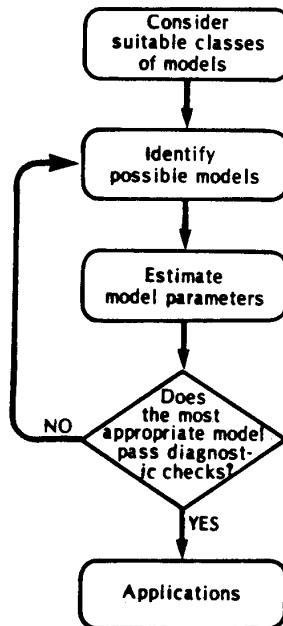 Consider
suitable classes
of models
Identify
possible models
Estimate
model parameters
Does
the most
appropriate model
pass diagnost-
ic checks?
NO
YES
Applications